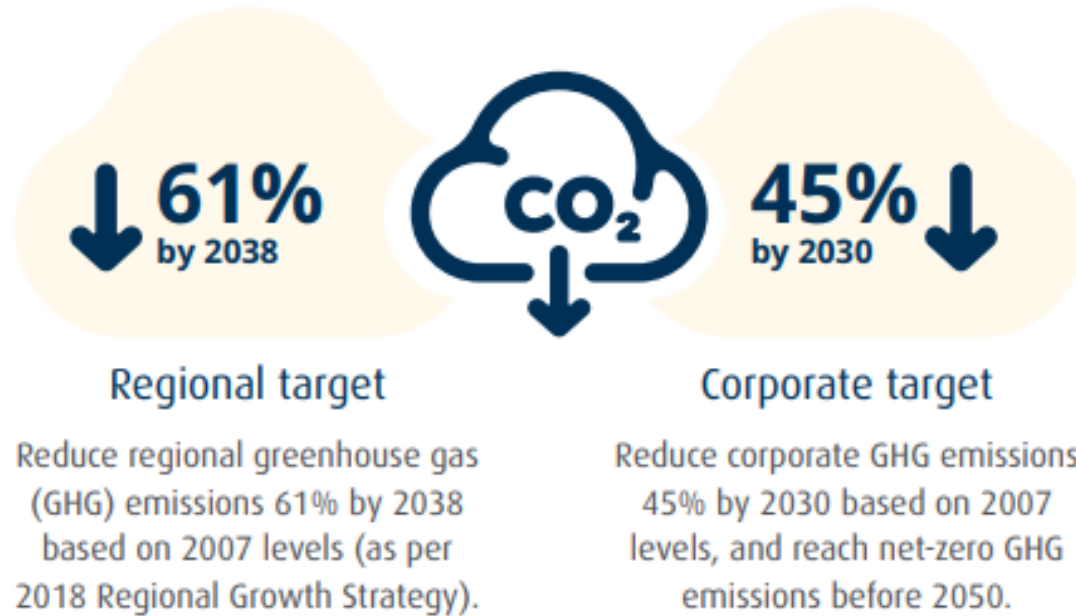 61%
by 2038
CO₂
45%
by 2030
Regional target
Reduce regional greenhouse gas
(GHG) emissions 61% by 2038
based on 2007 levels (as per
2018 Regional Growth Strategy).
Corporate target
Reduce corporate GHG emissions
45% by 2030 based on 2007
levels, and reach net-zero GHG
emissions before 2050.